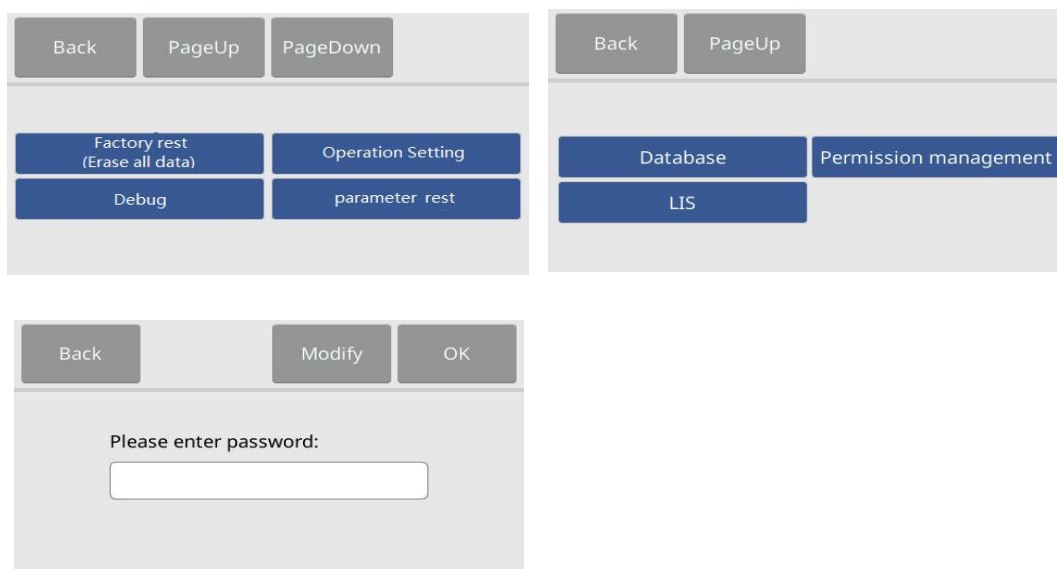 Back PageUp PageDown
Factory rest
(Erase all data)
Operation Setting
Debug
parameter rest
Back PageUp
Database
Permission management
LIS
Back Modify OK
Please enter password: